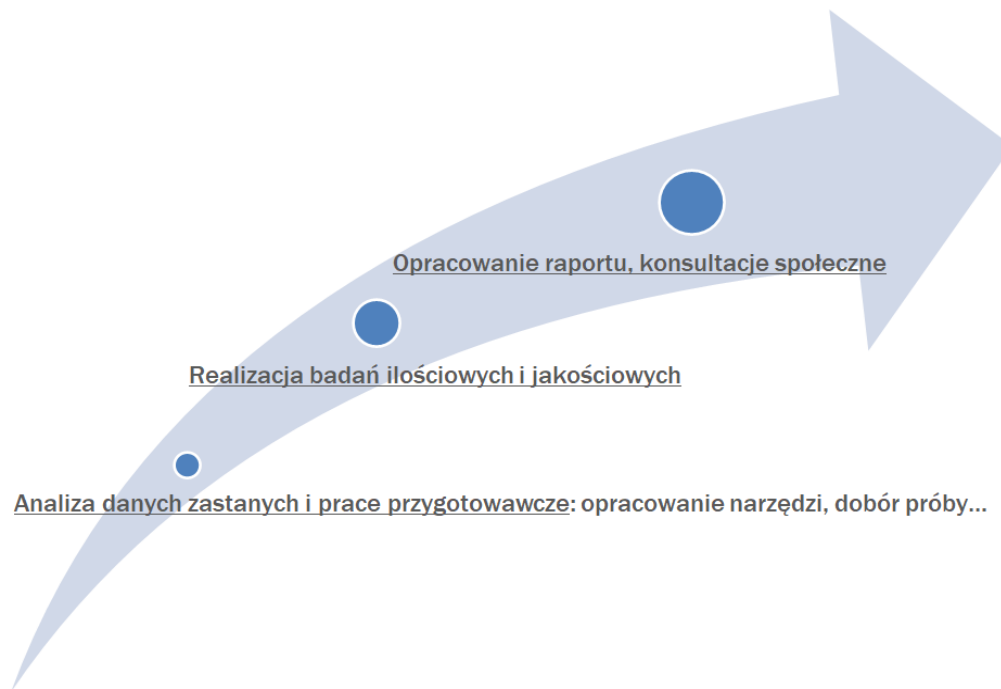 Opracowanie raportu, konsultacje społeczne
Realizacja badań ilościowych i jakościowych
Analiza danych zastanych i prace przygotowawcze: opracowanie narzędzi, dobór próby...